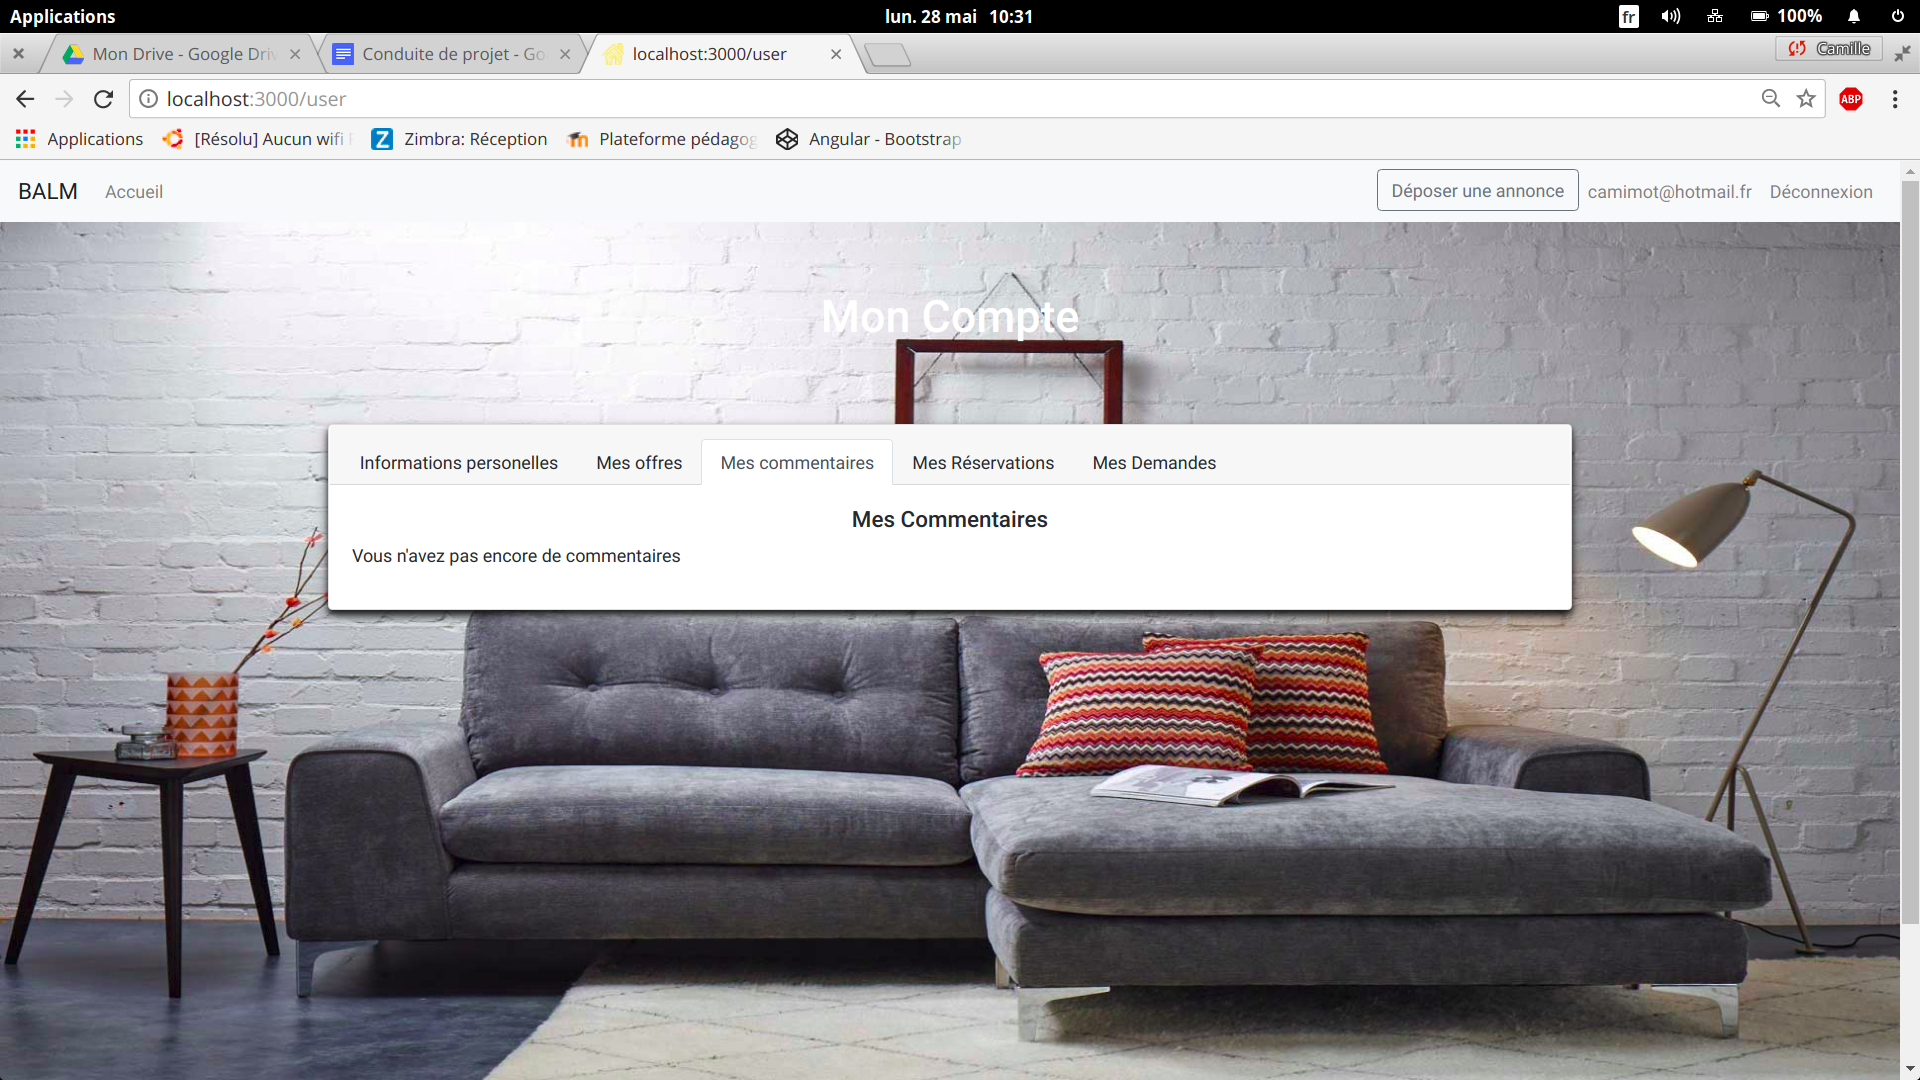 Applications
lun. 28 mai 10:31
fr
100%
Mon Drive - Google Driv
Conduite de projet - Go
localhost:3000/user
Camille
localhost:3000/user
ABP
Applications
[Résolu] Aucun wifi
Zimbra: Réception
Plateforme pédagog
Angular - Bootstrap
BALM
Accueil
Déposer une annonce
camimot@hotmail.fr
Déconnexion
Mon Compte
Informations personelles
Mes offres
Mes commentaires
Mes Réservations
Mes Demandes
Mes Commentaires
Vous n'avez pas encore de commentaires